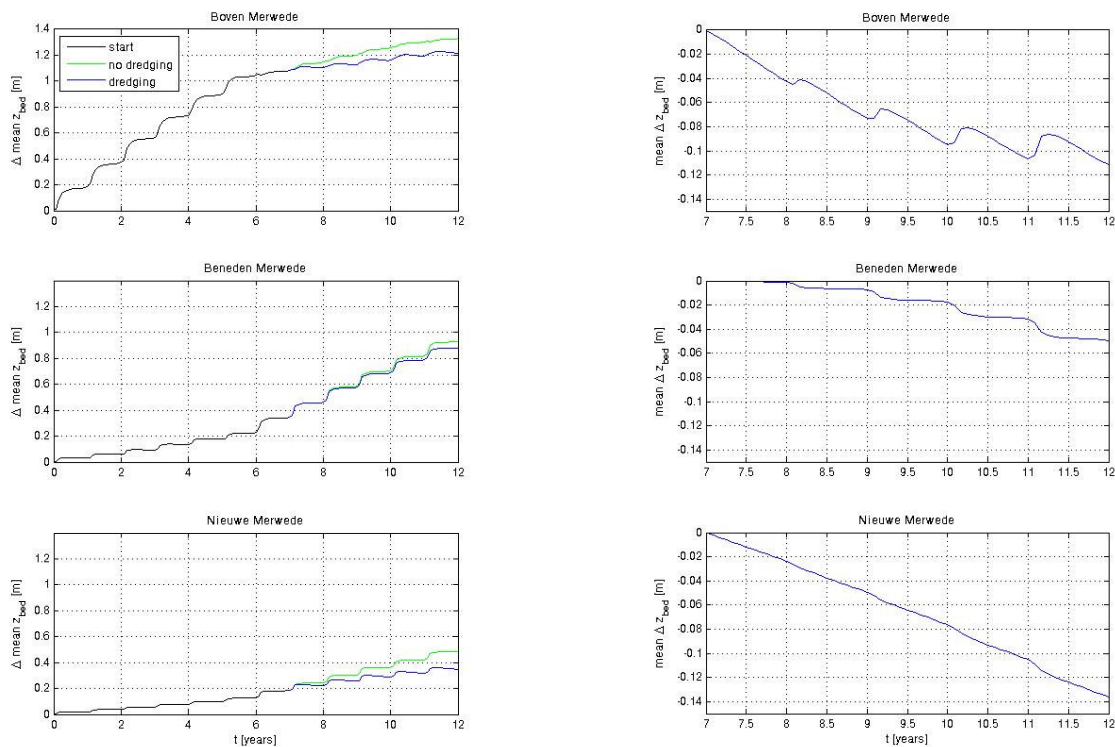 Boven Merwede
1.4
1.2
1
0.8
0.6
0.4
0.2
0
Δ mean z_bed [m]
start
no dredging
dredging
0 2 4 6 8 10 12
Boven Merwede
0
-0.02
-0.04
-0.06
-0.08
-0.1
-0.12
-0.14
mean Δ z_bed [m]
7 7.5 8 8.5 9 9.5 10 10.5 11 11.5 12
Beneden Merwede
1.2
1
0.8
0.6
0.4
0.2
0
Δ mean z_bed [m]
0 2 4 6 8 10 12
Beneden Merwede
0
-0.02
-0.04
-0.06
-0.08
-0.1
-0.12
-0.14
mean Δ z_bed [m]
7 7.5 8 8.5 9 9.5 10 10.5 11 11.5 12
Nieuwe Merwede
1.2
1
0.8
0.6
0.4
0.2
0
Δ mean z_bed [m]
0 2 4 6 8 10 12
t [years]
Nieuwe Merwede
0
-0.02
-0.04
-0.06
-0.08
-0.1
-0.12
-0.14
mean Δ z_bed [m]
7 7.5 8 8.5 9 9.5 10 10.5 11 11.5 12
t [years]